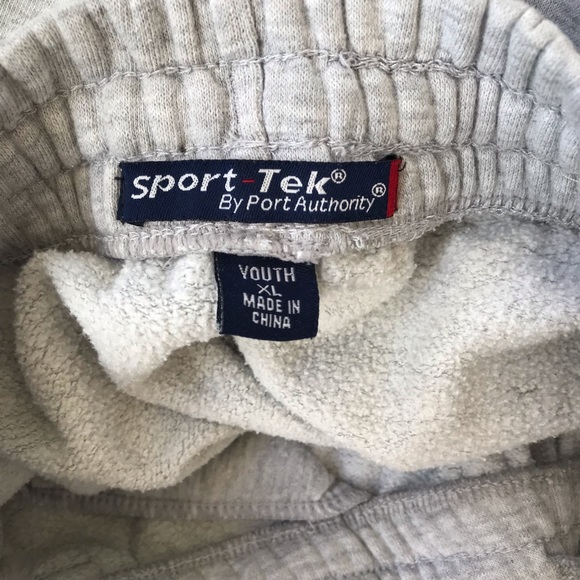 sport-Tek®
By Port Authority®
YOUTH
XL
MADE IN
CHINA